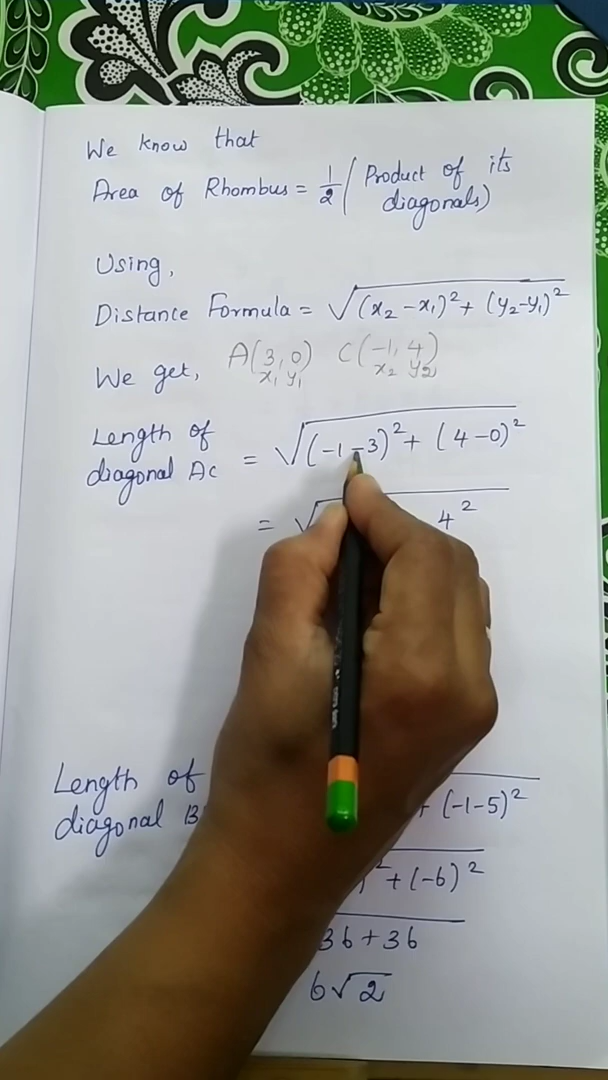 We know that
Area of Rhombus = 1/2 (Product of its diagonals)
Using,
Distance Formula = √(x₂ - x₁)² + (y₂ - y₁)²
We get, A(3, 0) C(-1, 4)
x₁ y₁ x₂ y₂
Length of diagonal AC = √(-1-3)² + (4-0)²
= √ 4²
Length of
diagonal B + (-1-5)²
² + (-6)²
36 + 36
6√2